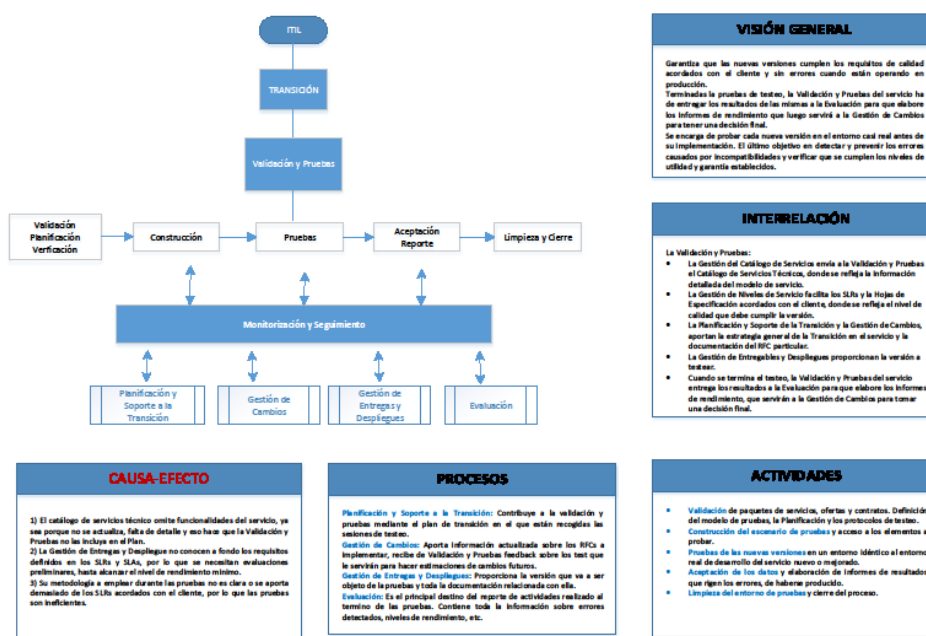 ITIL
TRANSICIÓN
Validación y Pruebas
Validación
Planificación
Verificación
Construcción
Pruebas
Aceptación
Reporte
Limpieza y Cierre
Monitorización y Seguimiento
Planificación y
Soporte a la
Transición
Gestión de
Cambios
Gestión de
Entregas y
Despliegues
Evaluación
VISIÓN GENERAL
Garantiza que las nuevas versiones cumplen los requisitos de calidad
acordados con el cliente y sin errores cuando están operando en
producción.
Terminadas la pruebas de testeo, la Validación y Pruebas del servicio ha
de entregar los resultados de las mismas a la Evaluación para que elabore
los informes de rendimiento que luego servirá a la Gestión de Cambios
para tener una decisión final.
Se encarga de probar cada nueva versión en el entorno casi real antes de
su implementación. El último objetivo en detectar y prevenir los errores
causados por incompatibilidades y verificar que se cumplen los niveles de
utilidad y garantía establecidos.
INTERRELACIÓN
La Validación y Pruebas:
• La Gestión del Catálogo de Servicios envía a la Validación y Pruebas
el Catálogo de Servicios Técnicos, donde se refleja la información
detallada del modelo de servicio.
• La Gestión de Niveles de Servicio facilita los SLRs y la Hojas de
Especificación acordados con el cliente, donde se refleja el nivel de
calidad que debe cumplir la versión.
• La Planificación y Soporte de la Transición y la Gestión de Cambios,
aportan la estrategia general de la Transición en el servicio y la
documentación del RFC particular.
• La Gestión de Entregables y Despliegues proporcionan la versión a
testear.
• Cuando se termina el testeo, la Validación y Pruebas del servicio
entrega los resultados a la Evaluación para que elabore los informes
de rendimiento, que servirán a la Gestión de Cambios para tomar
una decisión final.
CAUSA-EFECTO
1) El catálogo de servicios técnico omite funcionalidades del servicio, ya
sea porque no se actualiza, falta de detalle y eso hace que la Validación y
Pruebas no las incluya en el Plan.
2) La Gestión de Entregas y Despliegue no conocen a fondo los requisitos
definidos en los SLRs y SLAs, por lo que se necesitan evaluaciones
preliminares, hasta alcanzar el nivel de rendimiento mínimo.
3) Su metodología a emplear durante las pruebas no es clara o se aporta
demasiado de los SLRs acordados con el cliente, por lo que las pruebas
son ineficientes.
PROCESOS
Planificación y Soporte a la Transición: Contribuye a la validación y
pruebas mediante el plan de transición en el que están recogidas las
sesiones de testeo.
Gestión de Cambios: Aporta información actualizada sobre los RFCs a
implementar, recibe de Validación y Pruebas feedback sobre los test que
le servirán para hacer estimaciones de cambios futuros.
Gestión de Entregas y Despliegues: Proporciona la versión que va a ser
objeto de la pruebas y toda la documentación relacionada con ella.
Evaluación: Es el principal destino del reporte de actividades realizado al
termino de las pruebas. Contiene toda la información sobre errores
detectados, niveles de rendimiento, etc.
ACTIVIDADES
• Validación de paquetes de servicios, ofertas y contratos. Definición
del modelo de pruebas, la Planificación y los protocolos de testeo.
• Construcción del escenario de pruebas y acceso a los elementos a
probar.
• Pruebas de las nuevas versiones en un entorno idéntico al entorno
real de desarrollo del servicio nuevo o mejorado.
• Aceptación de los datos y elaboración de informes de resultados
que rigen los errores, de haberse producido.
• Limpieza del entorno de pruebas y cierre del proceso.